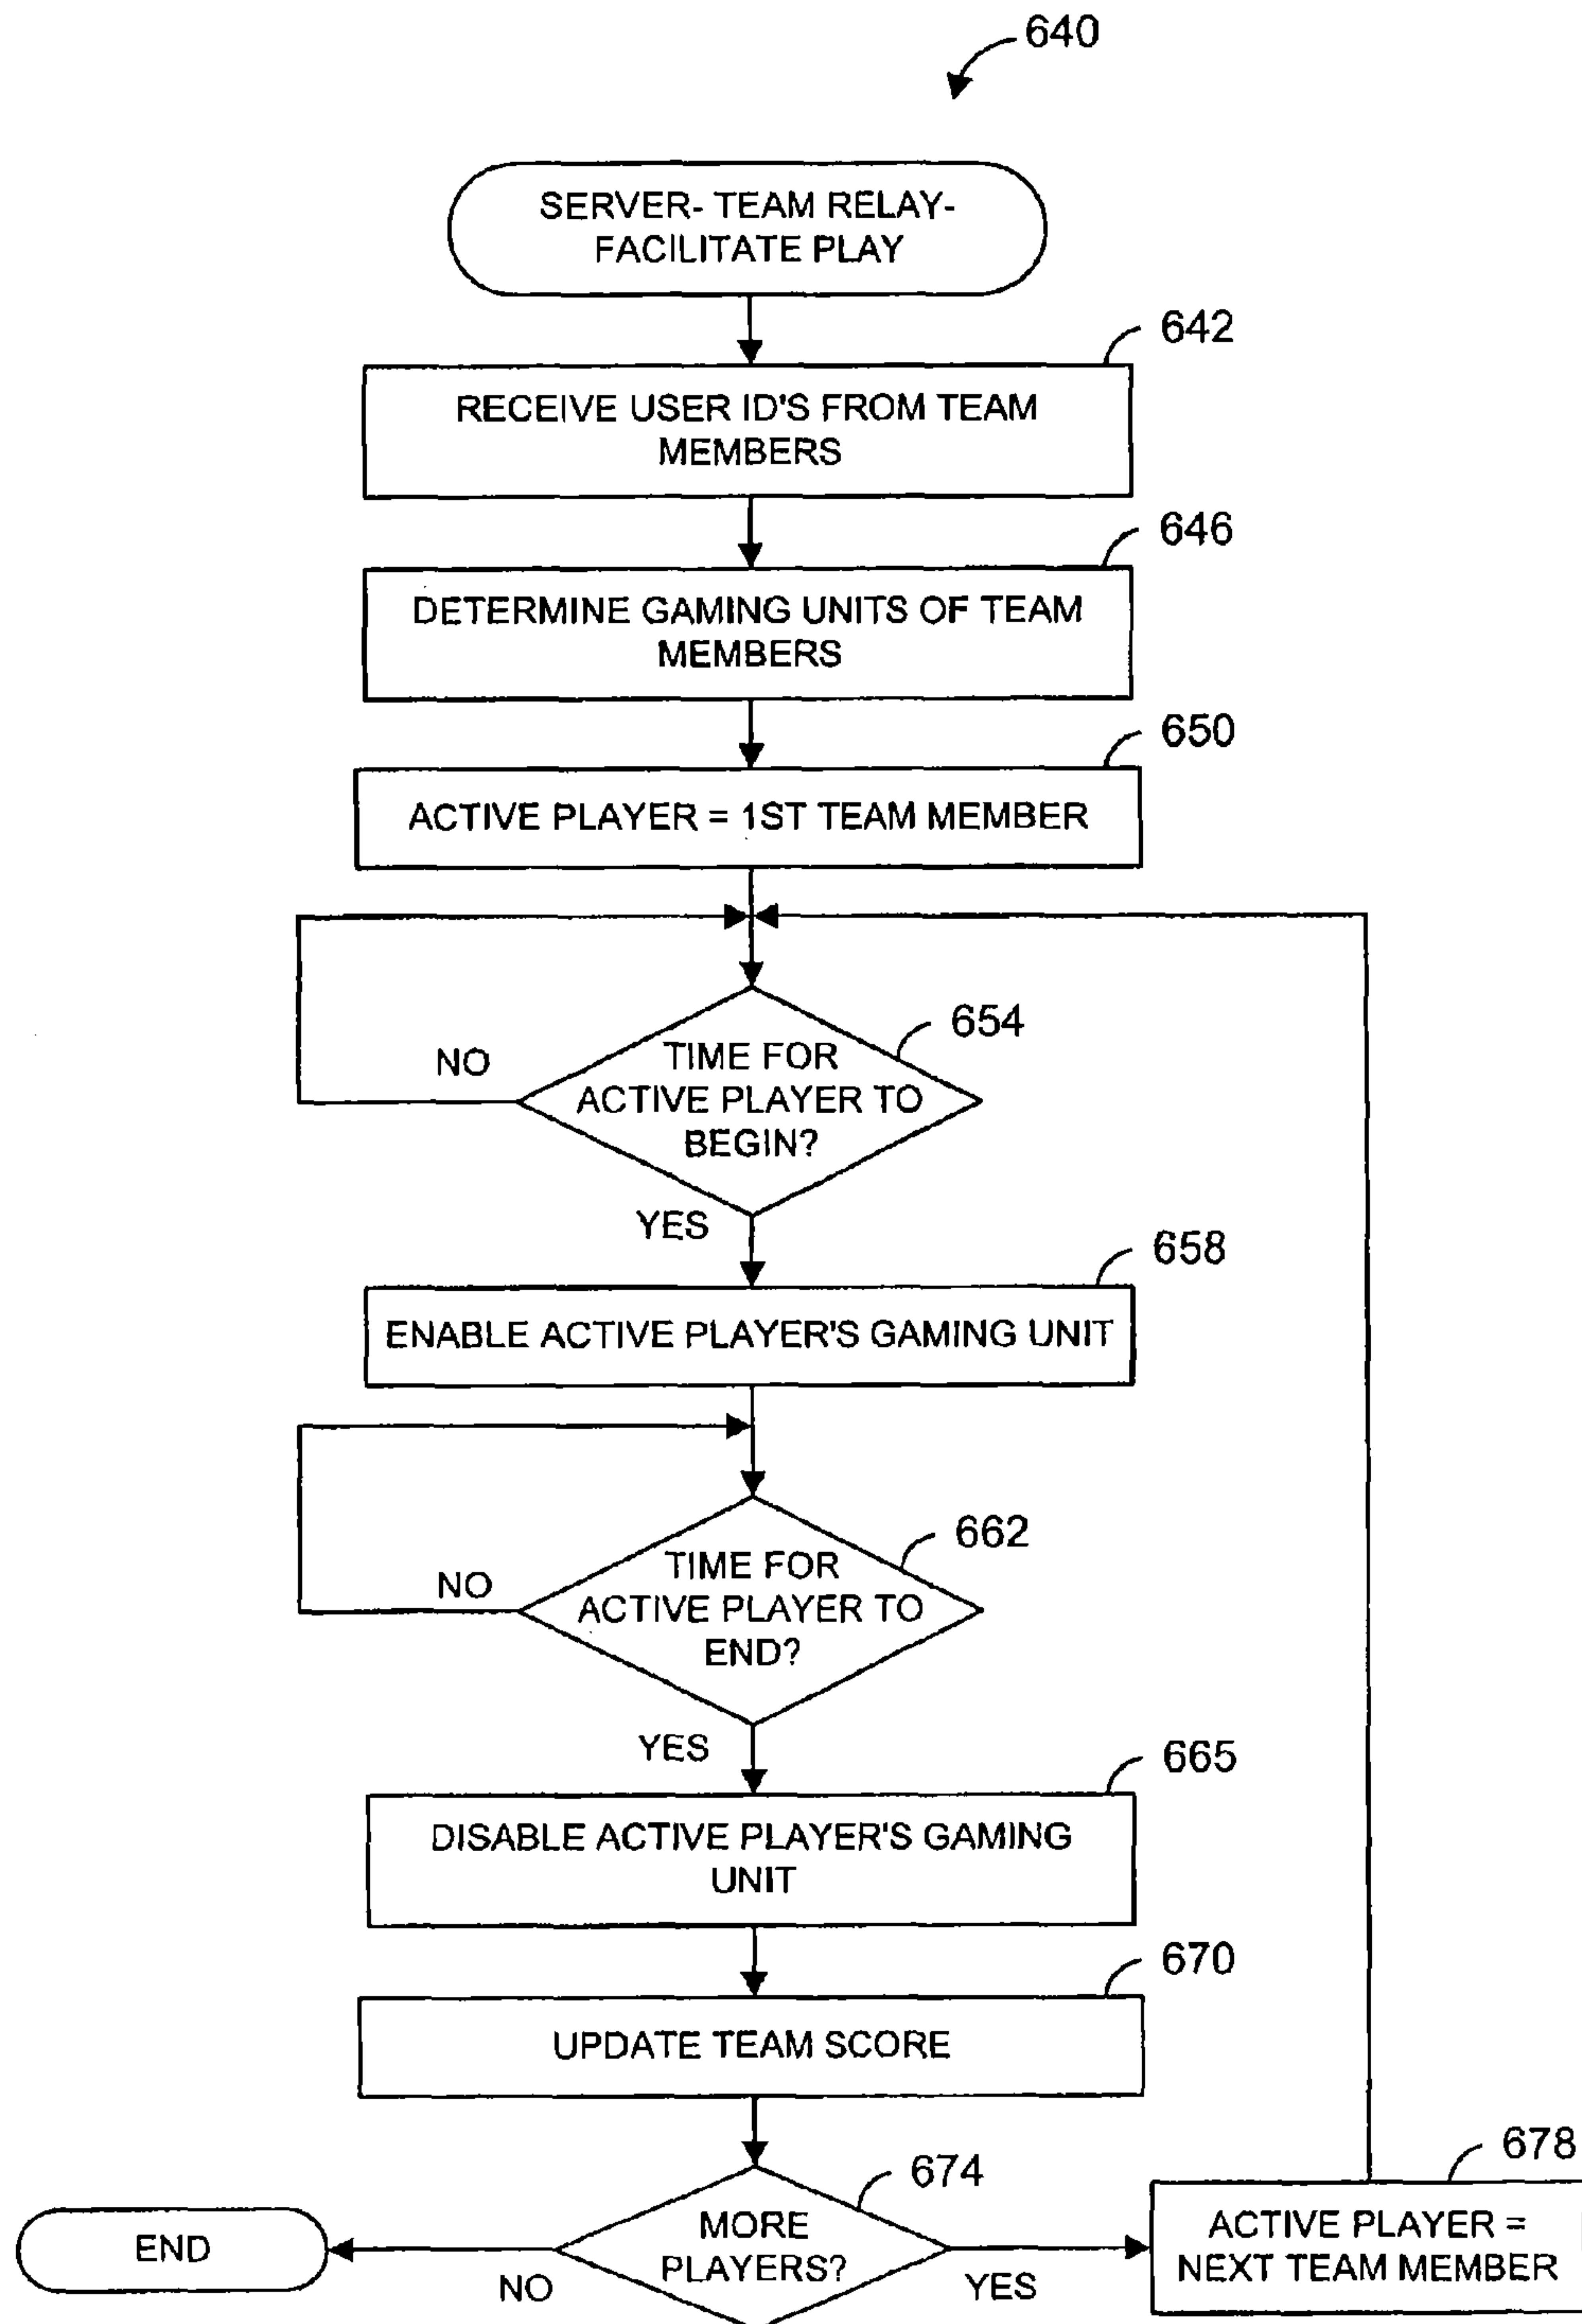 640
SERVER- TEAM RELAY-
FACILITATE PLAY
642
RECEIVE USER ID'S FROM TEAM
MEMBERS
646
DETERMINE GAMING UNITS OF TEAM
MEMBERS
650
ACTIVE PLAYER = 1ST TEAM MEMBER
654
NO
TIME FOR
ACTIVE PLAYER TO
BEGIN?
YES
658
ENABLE ACTIVE PLAYER'S GAMING UNIT
662
NO
TIME FOR
ACTIVE PLAYER TO
END?
YES
665
DISABLE ACTIVE PLAYER'S GAMING
UNIT
670
UPDATE TEAM SCORE
674
MORE
PLAYERS?
NO
END
YES
678
ACTIVE PLAYER =
NEXT TEAM MEMBER